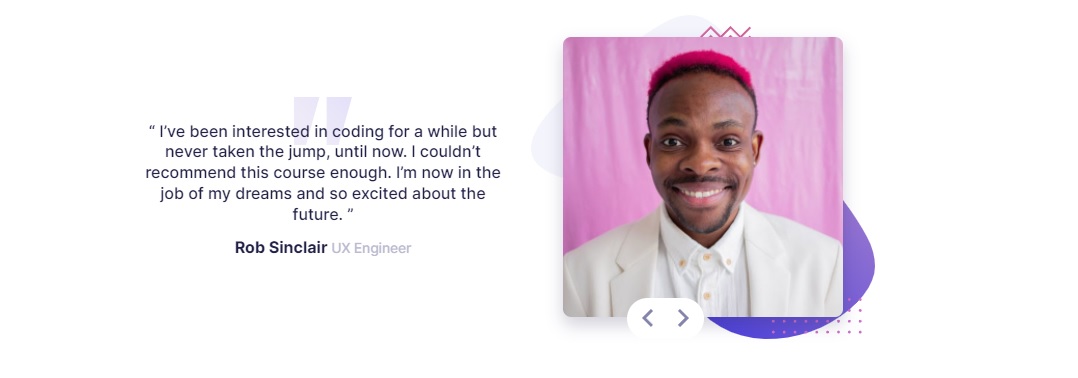 “ I’ve been interested in coding for a while but
never taken the jump, until now. I couldn’t
recommend this course enough. I’m now in the
job of my dreams and so excited about the
future. ”
Rob Sinclair UX Engineer